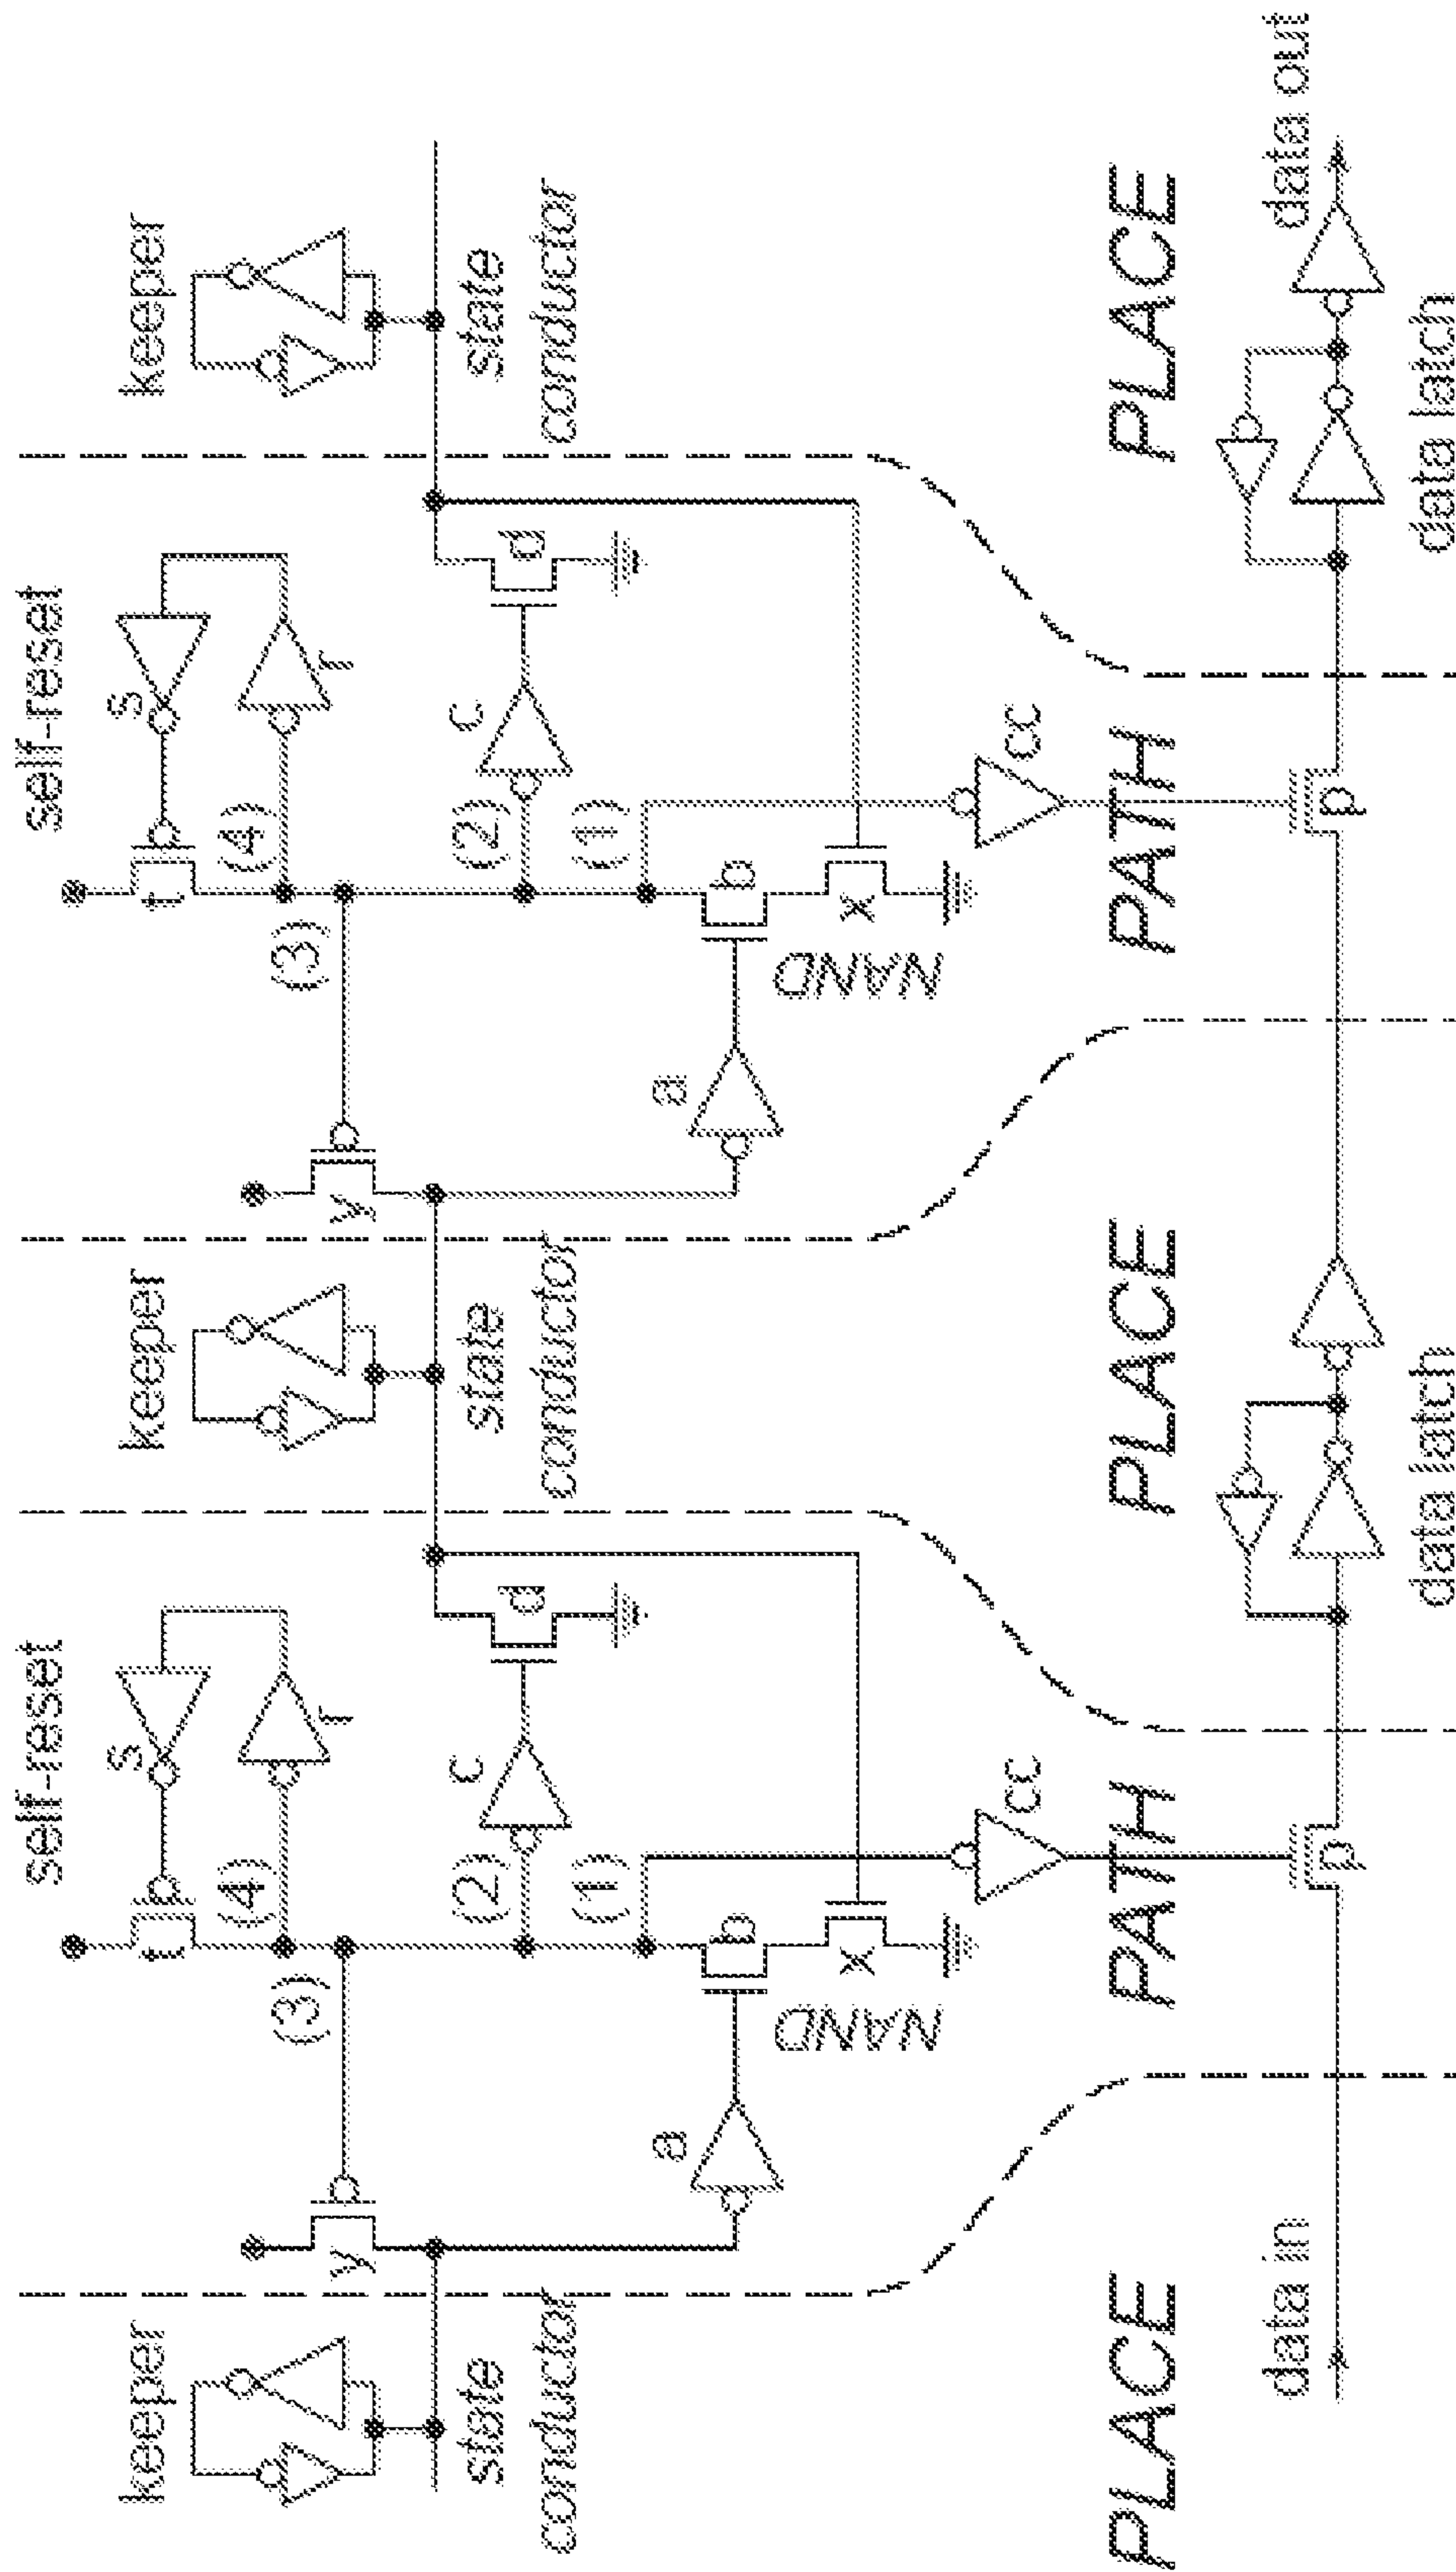 self-reset
self-reset
keeper
s
keeper
s
keeper
t
t
(4)
(4)
(3)
r
(3)
r
y
y
state
(2)
c
state
(2)
c
state
conductor
d
conductor
d
conductor
(1)
(1)
a
b
a
b
NAND
x
NAND
x
cc
cc
PLACE
PATH
PLACE
PATH
PLACE
data in
data out
p
p
data latch
data latch